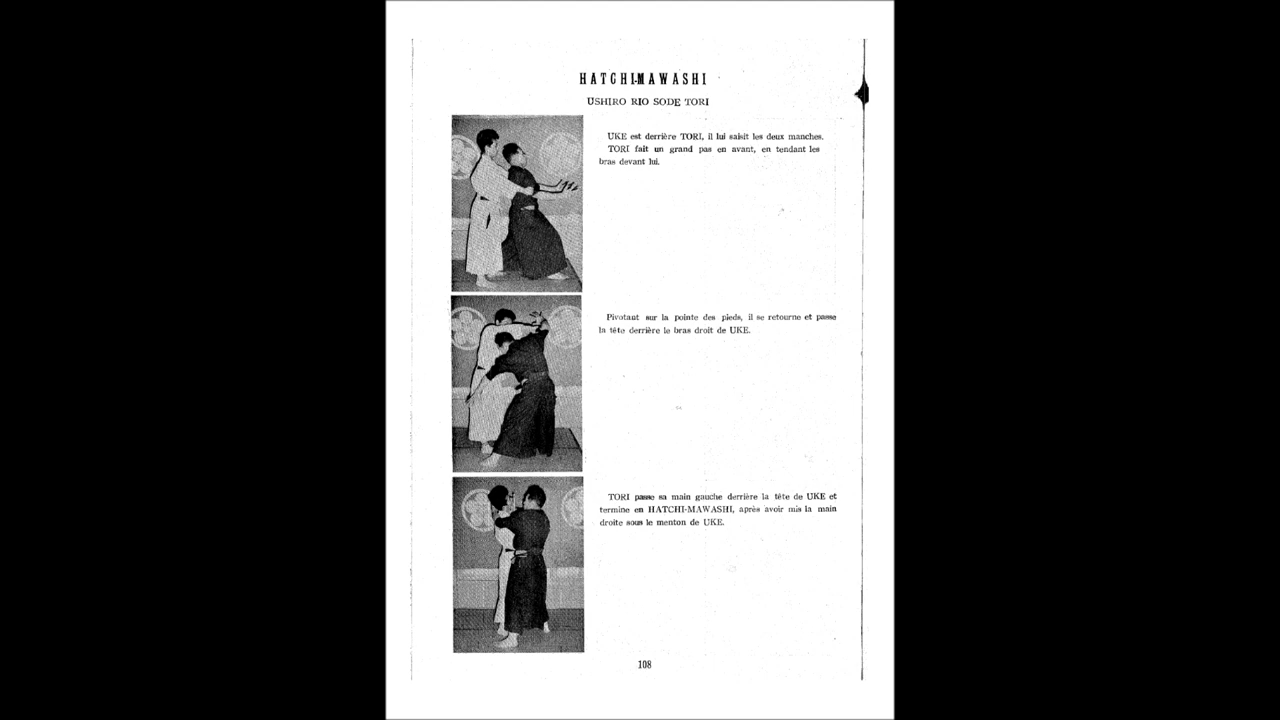 HATCHI-MAWASHI
USHIRO RIO SODE TORI
UKE est derrière TORI, il lui saisit les deux manches.
TORI fait un grand pas en avant, en tendant les
bras devant lui.
Pivotant sur la pointe des pieds, il se retourne et passe
la tête derrière le bras droit de UKE.
TORI passe sa main gauche derrière la tête de UKE et
termine en HATCHI-MAWASHI, après avoir mis la main
droite sous le menton de UKE.
108